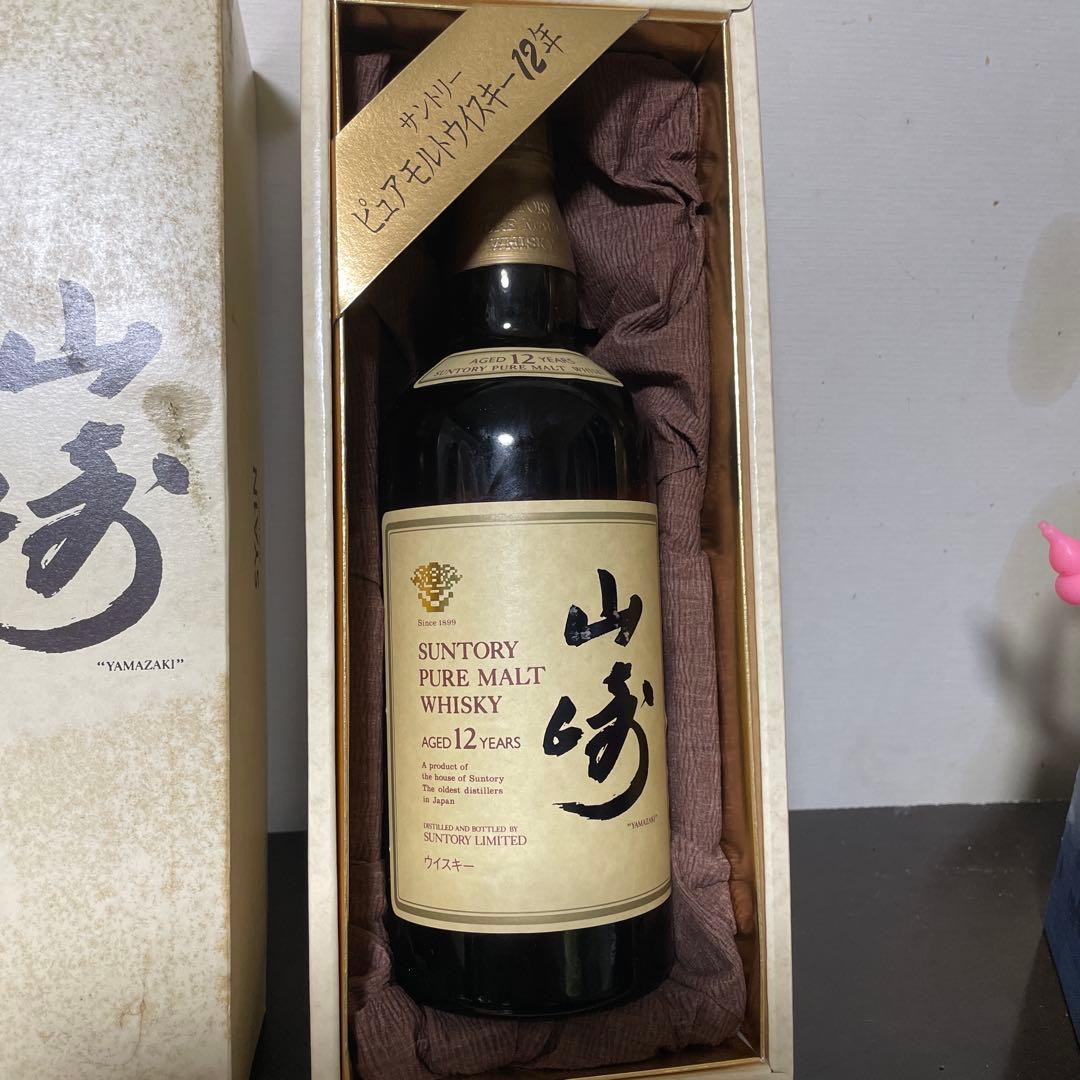 サントリー
ピュアモルトウイスキー12年
WHISKY
AGED 12 YEARS
SUNTORY PURE MALT WHISKY
Since 1899
SUNTORY
PURE MALT
WHISKY
AGED 12 YEARS
A product of
the house of Suntory
The oldest distillers
in Japan
DISTILLED AND BOTTLED BY
SUNTORY LIMITED
ウイスキー
山崎
"YAMAZAKI"
山崎
"YAMAZAKI"